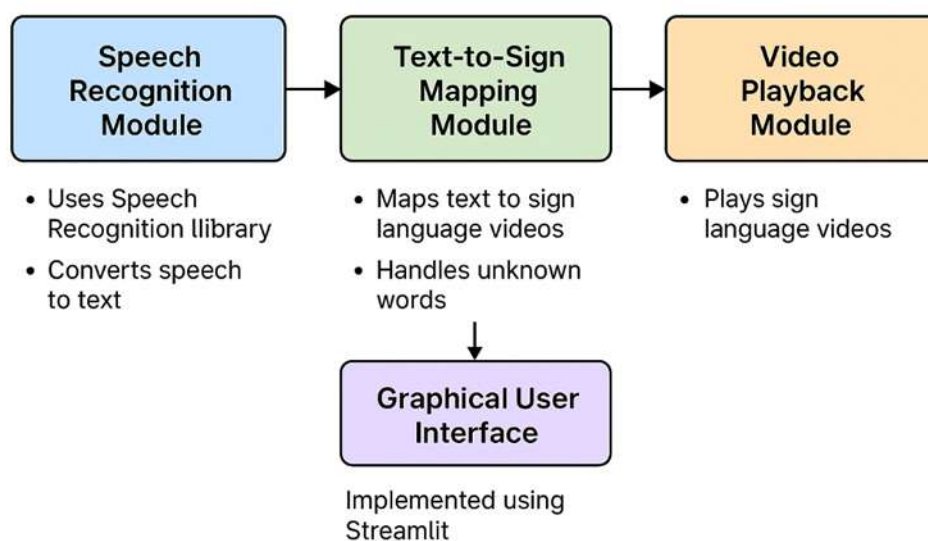 Speech
Recognition
Module
Text-to-Sign
Mapping
Module
Video
Playback
Module
• Uses Speech
Recognition llibrary
• Converts speech
to text
• Maps text to sign
language videos
• Handles unknown
words
• Plays sign
language videos
Graphical User
Interface
Implemented using
Streamlit